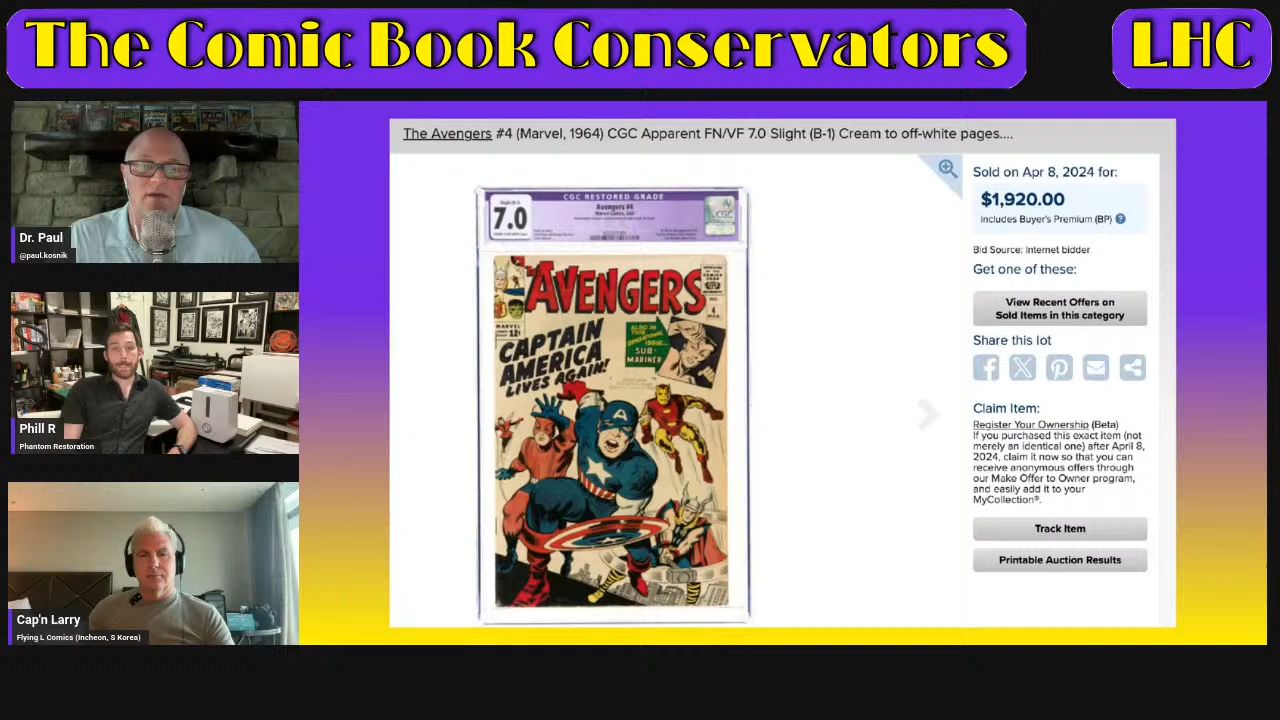 The Comic Book Conservators
LHC
Dr. Paul
@paul.kosnik
Phill R
Phantom Restoration
Cap'n Larry
Flying L Comics (Incheon, S Korea)
The Avengers #4 (Marvel, 1964) CGC Apparent FN/VF 7.0 Slight (B-1) Cream to off-white pages....
CGC RESTORED GRADE
7.0
Avengers #4
CGC
THE AVENGERS
4
MARVEL
CAPTAIN
AMERICA
LIVES AGAIN!
ALSO IN
THIS
SENSATIONAL
ISSUE...
SUB-
MARINER
A
Sold on Apr 8, 2024 for:
$1,920.00
includes Buyer's Premium (BP) ?
Bid Source: Internet bidder
Get one of these:
View Recent Offers on
Sold Items in this category
Share this lot
Claim Item:
Register Your Ownership (Beta)
If you purchased this exact item (not
merely an identical one) after April 8,
2024, claim it now so that you can
receive anonymous offers through
our Make Offer to Owner program,
and easily add it to your
MyCollection®.
Track Item
Printable Auction Results